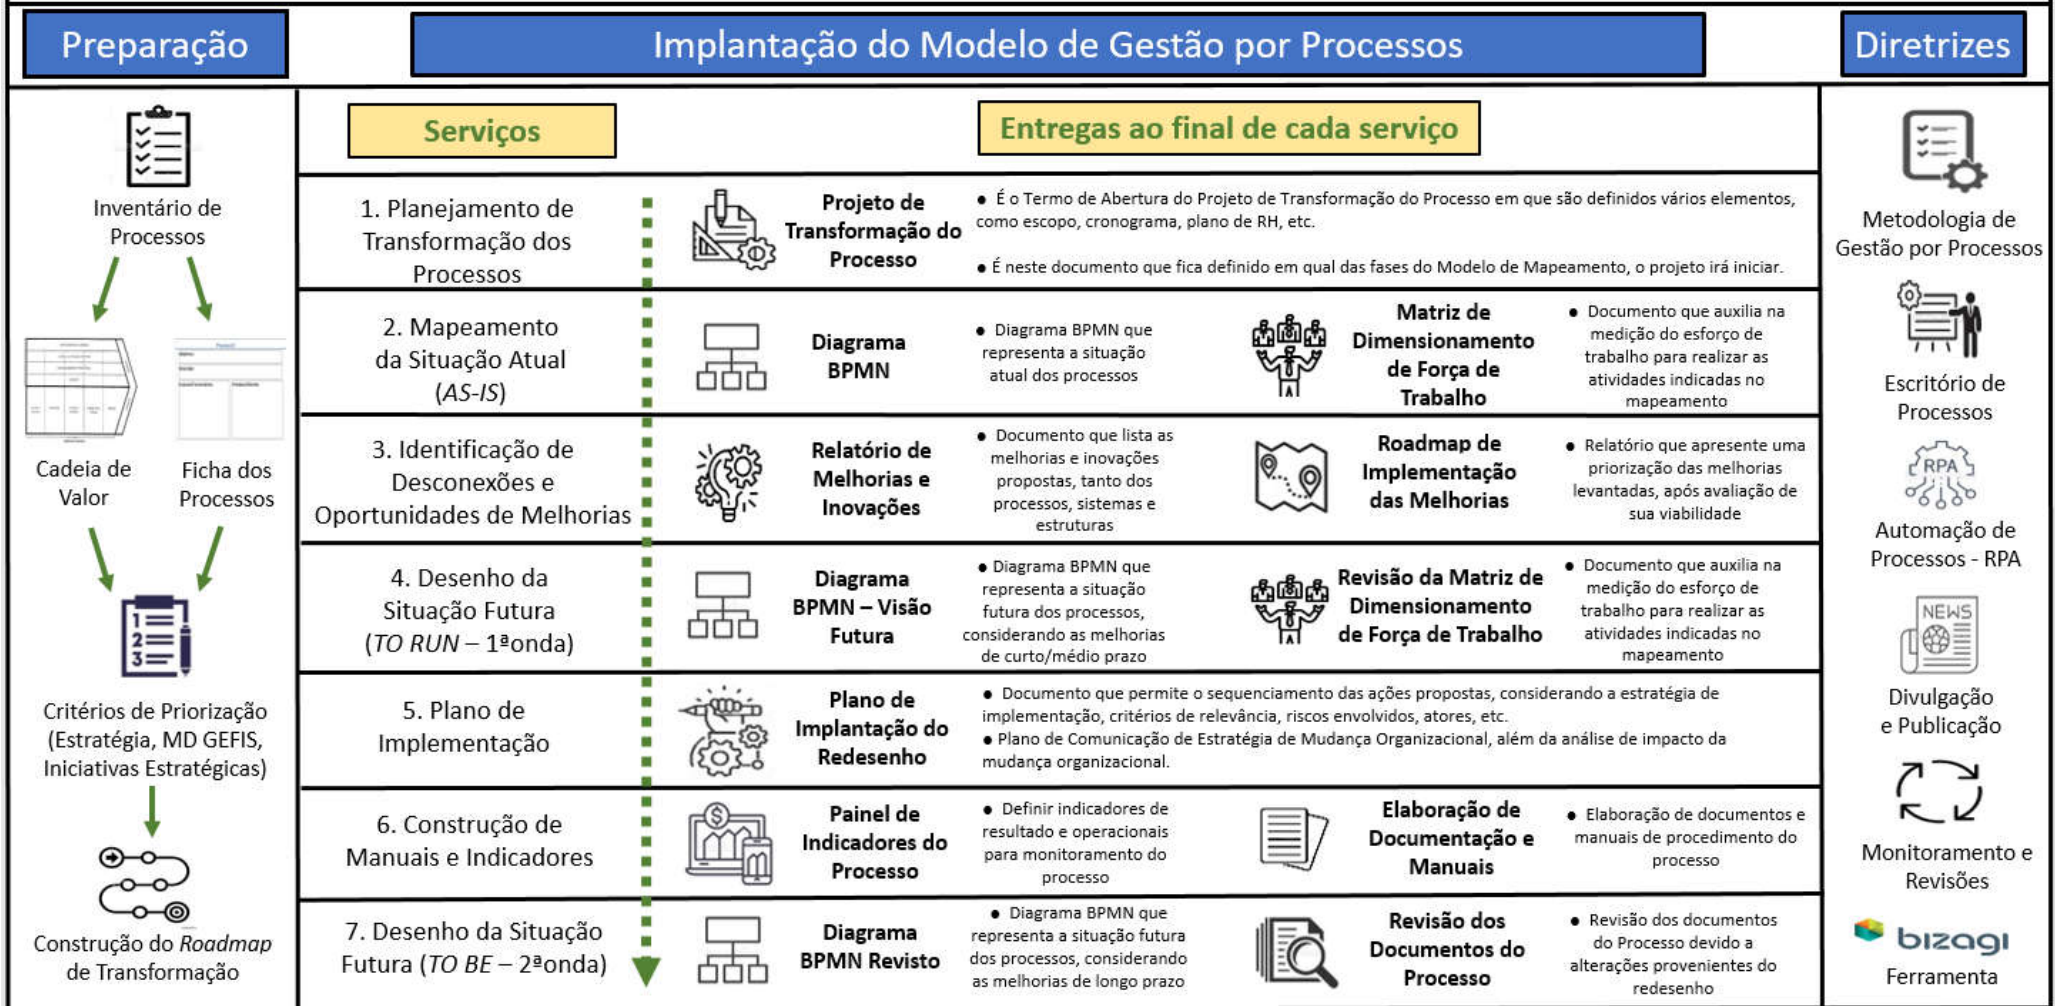 Preparação
Implantação do Modelo de Gestão por Processos
Diretrizes
Inventário de
Processos
Cadeia de
Valor
Ficha dos
Processos
1
2
3
Critérios de Priorização
(Estratégia, MD GEFIS,
Iniciativas Estratégicas)
Construção do Roadmap
de Transformação
Serviços
Entregas ao final de cada serviço
1. Planejamento de
Transformação dos
Processos
Projeto de
Transformação do
Processo
● É o Termo de Abertura do Projeto de Transformação do Processo em que são definidos vários elementos,
como escopo, cronograma, plano de RH, etc.
● É neste documento que fica definido em qual das fases do Modelo de Mapeamento, o projeto irá iniciar.
2. Mapeamento
da Situação Atual
(AS-IS)
Diagrama
BPMN
● Diagrama BPMN que
representa a situação
atual dos processos
Matriz de
Dimensionamento
de Força de
Trabalho
● Documento que auxilia na
medição do esforço de
trabalho para realizar as
atividades indicadas no
mapeamento
3. Identificação de
Desconexões e
Oportunidades de Melhorias
Relatório de
Melhorias e
Inovações
● Documento que lista as
melhorias e inovações
propostas, tanto dos
processos, sistemas e
estruturas
Roadmap de
Implementação
das Melhorias
● Relatório que apresente uma
priorização das melhorias
levantadas, após avaliação de
sua viabilidade
4. Desenho da
Situação Futura
(TO RUN – 1ªonda)
Diagrama
BPMN – Visão
Futura
● Diagrama BPMN que
representa a situação
futura dos processos,
considerando as melhorias
de curto/médio prazo
Revisão da Matriz de
Dimensionamento
de Força de Trabalho
● Documento que auxilia na
medição do esforço de
trabalho para realizar as
atividades indicadas no
mapeamento
5. Plano de
Implementação
Plano de
Implantação do
Redesenho
● Documento que permite o sequenciamento das ações propostas, considerando a estratégia de
implementação, critérios de relevância, riscos envolvidos, atores, etc.
● Plano de Comunicação de Estratégia de Mudança Organizacional, além da análise de impacto da
mudança organizacional.
6. Construção de
Manuais e Indicadores
$
Painel de
Indicadores do
Processo
● Definir indicadores de
resultado e operacionais
para monitoramento do
processo
Elaboração de
Documentação e
Manuais
● Elaboração de documentos e
manuais de procedimento do
processo
7. Desenho da Situação
Futura (TO BE – 2ªonda)
Diagrama
BPMN Revisto
● Diagrama BPMN que
representa a situação futura
dos processos, considerando
as melhorias de longo prazo
Revisão dos
Documentos do
Processo
● Revisão dos documentos
do Processo devido a
alterações provenientes do
redesenho
Metodologia de
Gestão por Processos
Escritório de
Processos
RPA
Automação de
Processos - RPA
NEWS
Divulgação
e Publicação
Monitoramento e
Revisões
bizagi
Ferramenta